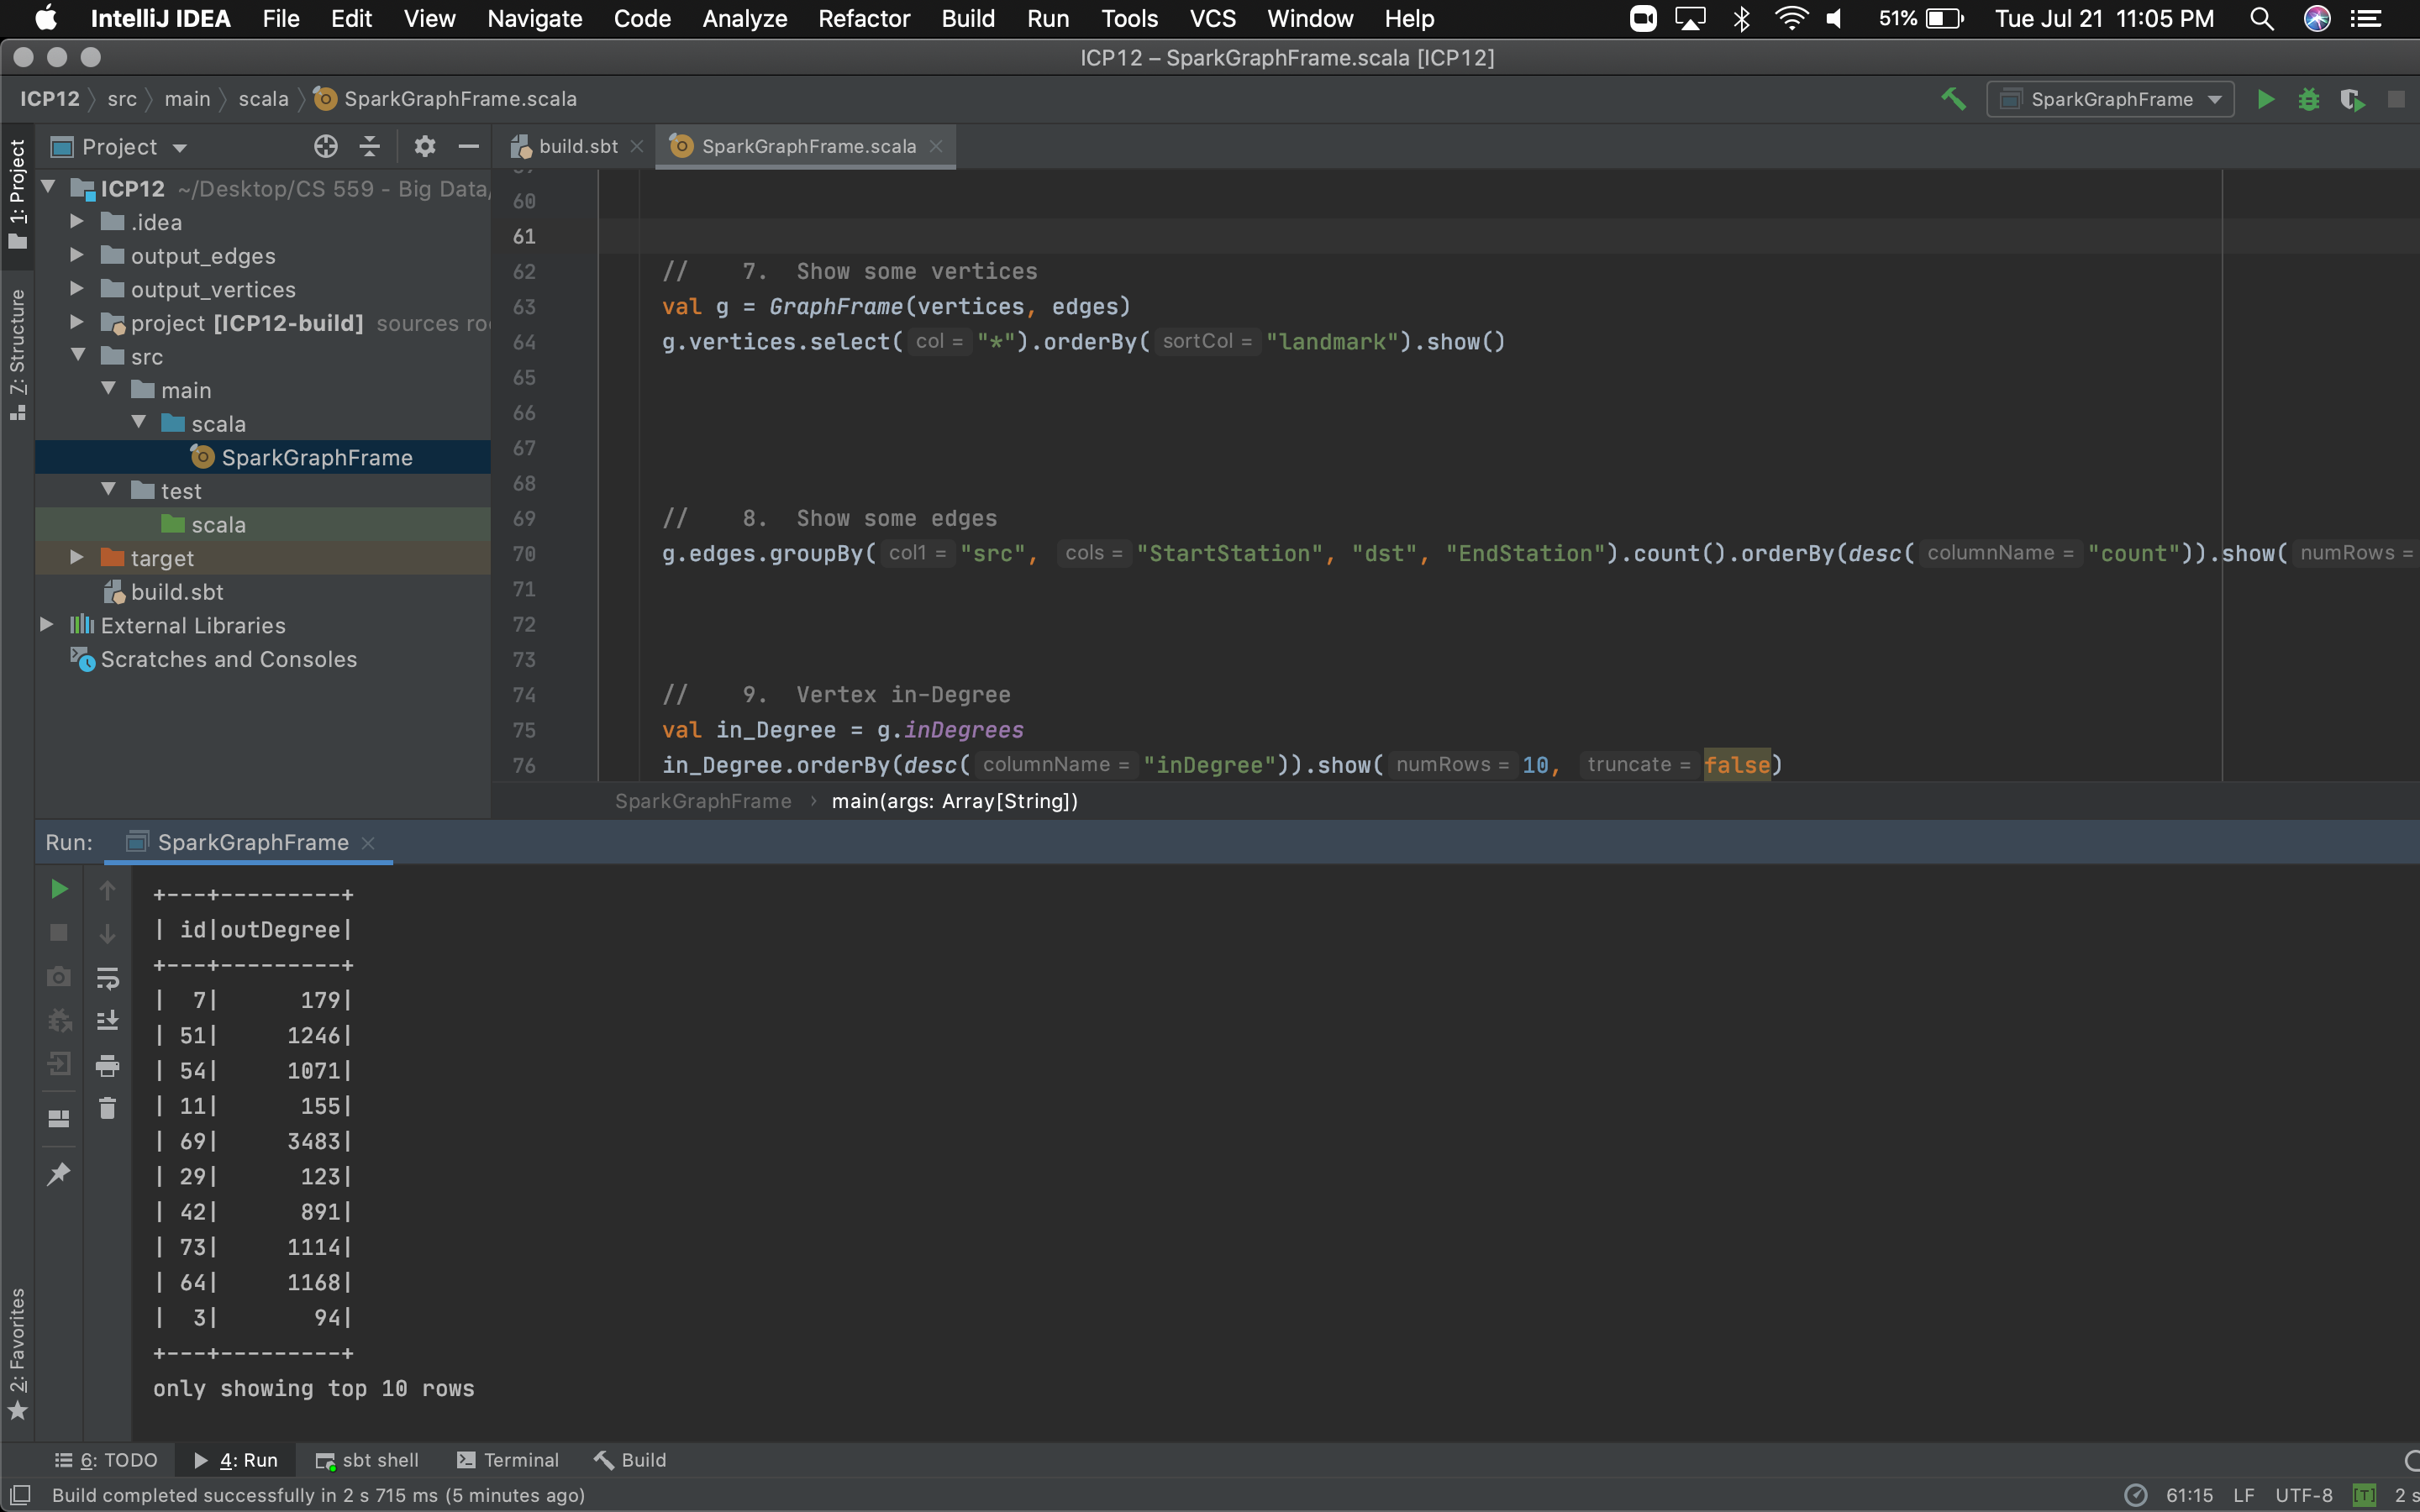 IntelliJ IDEA File Edit View Navigate Code Analyze Refactor Build Run Tools VCS Window Help 51% Tue Jul 21 11:05 PM
ICP12 – SparkGraphFrame.scala [ICP12]
ICP12 src main scala SparkGraphFrame.scala SparkGraphFrame
Project
build.sbt SparkGraphFrame.scala
1: Project
Z: Structure
2: Favorites
ICP12 ~/Desktop/CS 559 - Big Data/
.idea
output_edges
output_vertices
project [ICP12-build] sources
src
main
scala
SparkGraphFrame
test
scala
target
build.sbt
External Libraries
Scratches and Consoles
60
61
62 // 7. Show some vertices
63 val g = GraphFrame(vertices, edges)
64 g.vertices.select( col = "*").orderBy( sortCol = "landmark").show()
65
66
67
68
69 // 8. Show some edges
70 g.edges.groupBy( col1 = "src", cols = "StartStation", "dst", "EndStation").count().orderBy(desc( columnName = "count")).show( numRows =
71
72
73
74 // 9. Vertex in-Degree
75 val in_Degree = g.inDegrees
76 in_Degree.orderBy(desc( columnName = "inDegree")).show( numRows = 10, truncate = false)
SparkGraphFrame › main(args: Array[String])
Run: SparkGraphFrame
+---+---------+
| id|outDegree|
+---+---------+
| 7| 179|
| 51| 1246|
| 54| 1071|
| 11| 155|
| 69| 3483|
| 29| 123|
| 42| 891|
| 73| 1114|
| 64| 1168|
| 3| 94|
+---+---------+
only showing top 10 rows
6: TODO 4: Run sbt shell Terminal Build
Build completed successfully in 2 s 715 ms (5 minutes ago) 61:15 LF UTF-8 [T] 2 s